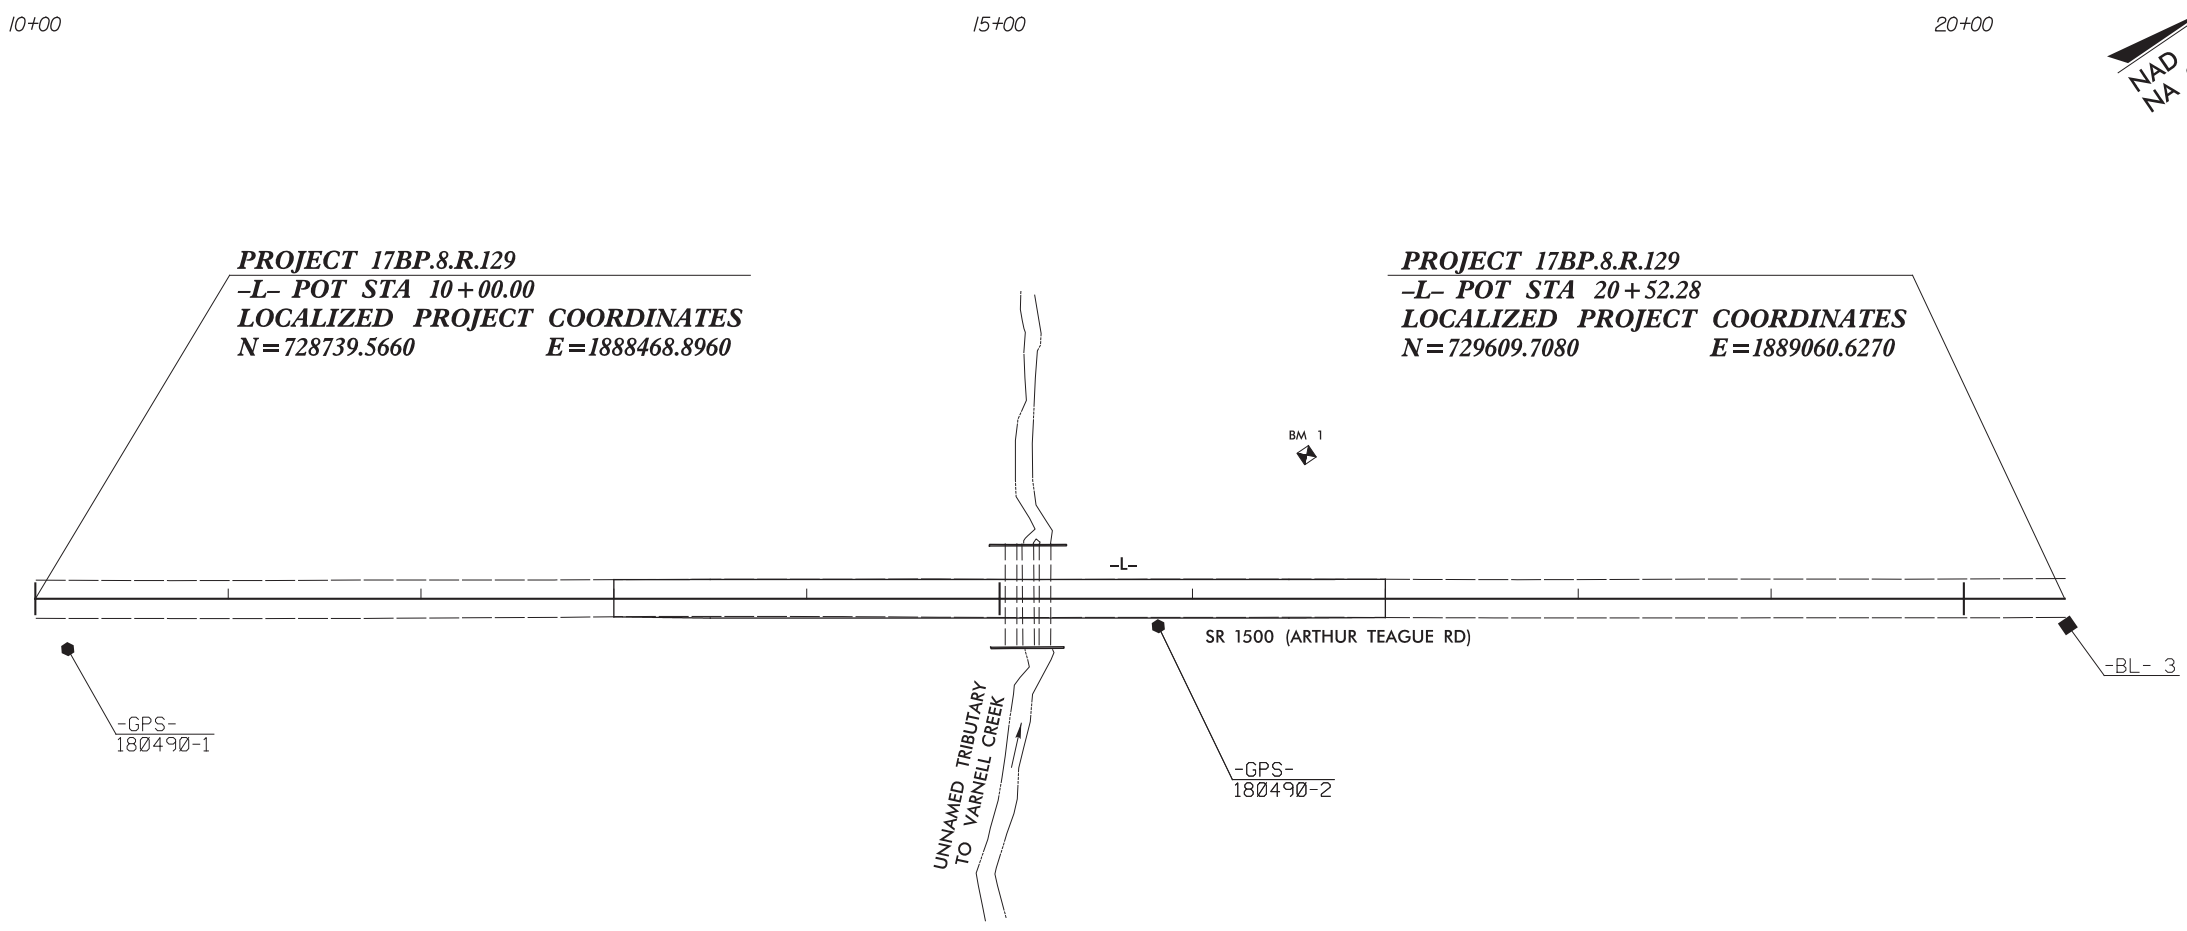 10+00
15+00
20+00
NAD
NA
PROJECT 17BP.8.R.129
-L- POT STA 10+00.00
LOCALIZED PROJECT COORDINATES
N=728739.5660 E=1888468.8960
PROJECT 17BP.8.R.129
-L- POT STA 20+52.28
LOCALIZED PROJECT COORDINATES
N=729609.7080 E=1889060.6270
BM 1
-L-
SR 1500 (ARTHUR TEAGUE RD)
-BL- 3
-GPS-
180490-1
-GPS-
180490-2
UNNAMED TRIBUTARY
TO VARNELL CREEK